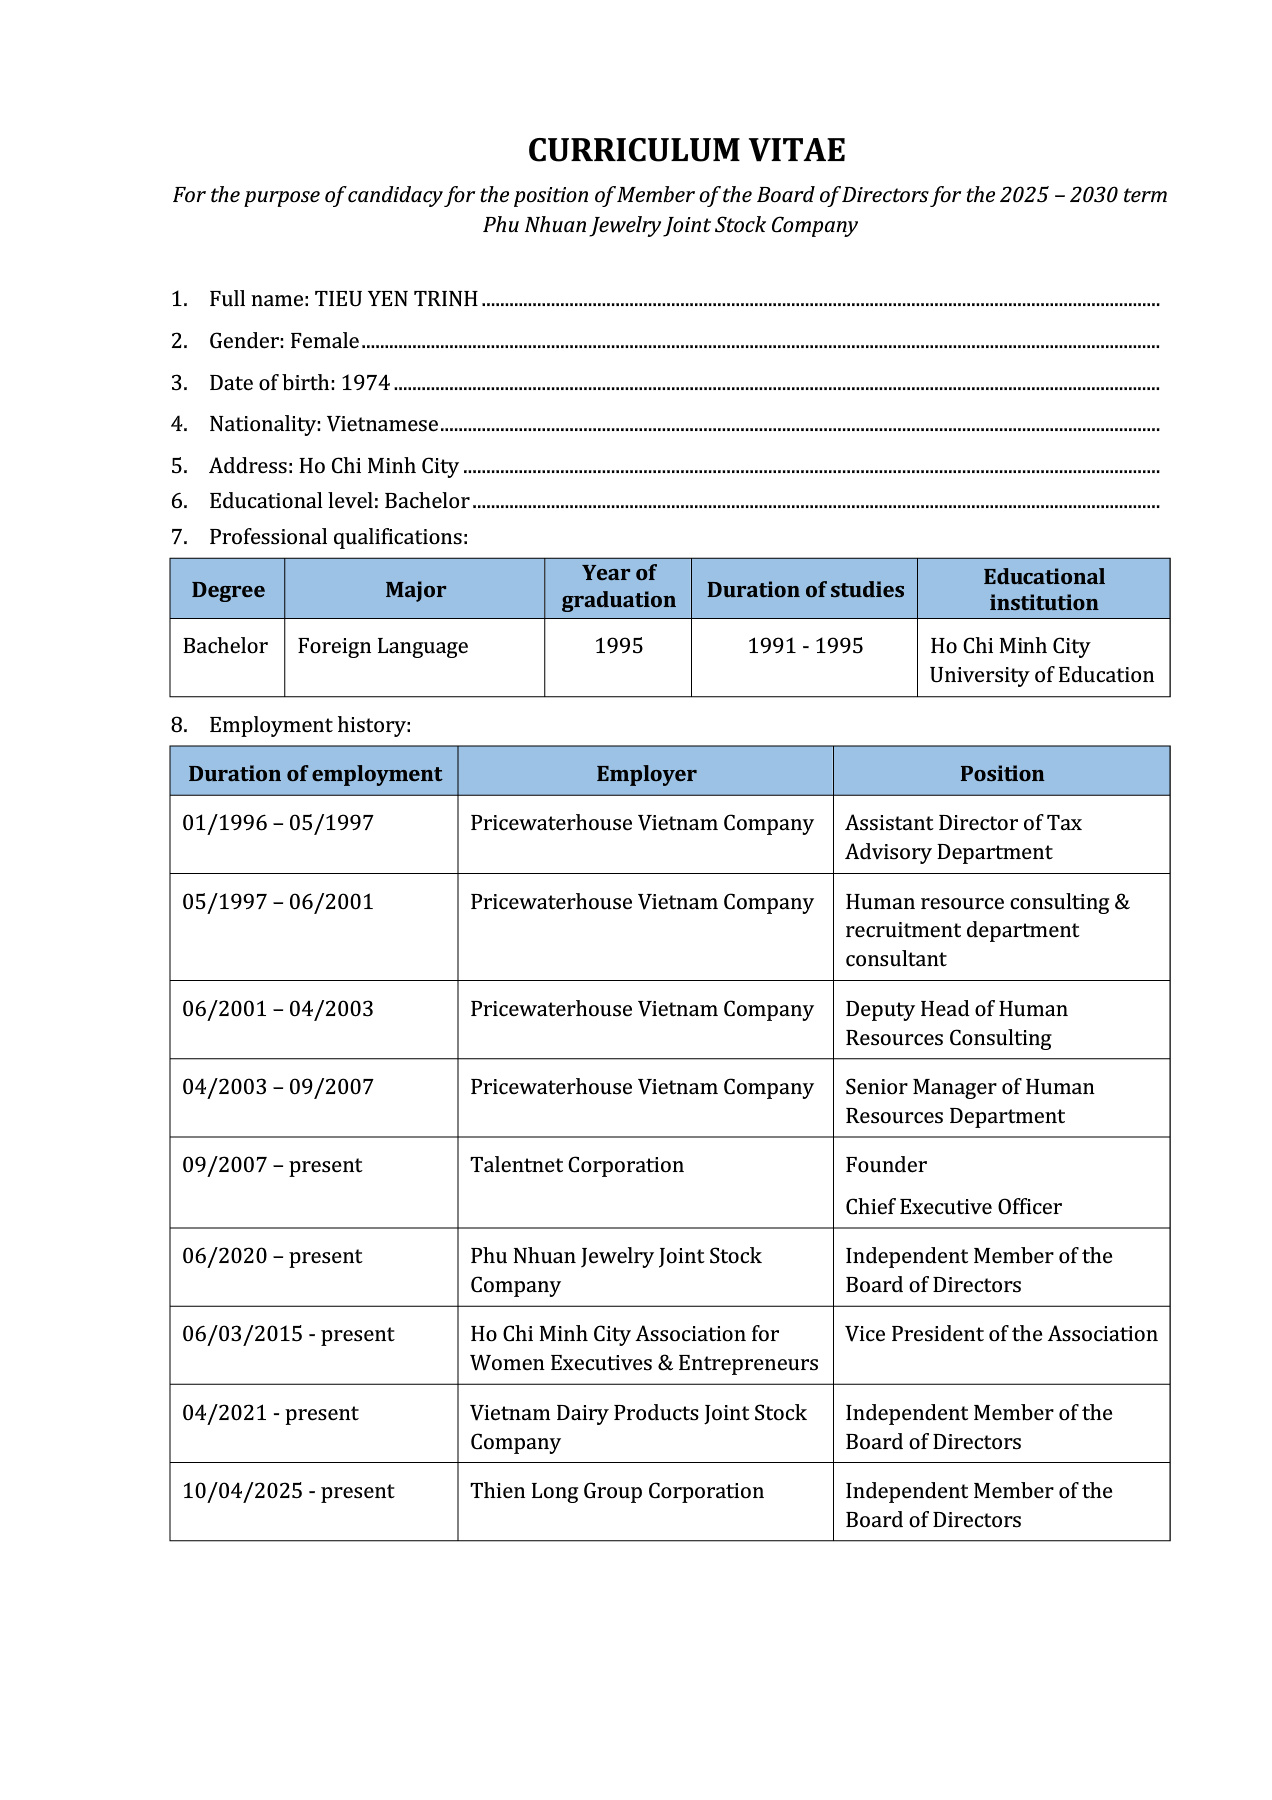 CURRICULUM VITAE
For the purpose of candidacy for the position of Member of the Board of Directors for the 2025 – 2030 term
Phu Nhuan Jewelry Joint Stock Company
1. Full name: TIEU YEN TRINH
2. Gender: Female
3. Date of birth: 1974
4. Nationality: Vietnamese
5. Address: Ho Chi Minh City
6. Educational level: Bachelor
7. Professional qualifications:
Degree Major Year of graduation Duration of studies Educational institution
Bachelor Foreign Language 1995 1991 - 1995 Ho Chi Minh City
University of Education
8. Employment history:
Duration of employment Employer Position
01/1996 – 05/1997 Pricewaterhouse Vietnam Company Assistant Director of Tax
Advisory Department
05/1997 – 06/2001 Pricewaterhouse Vietnam Company Human resource consulting &
recruitment department
consultant
06/2001 – 04/2003 Pricewaterhouse Vietnam Company Deputy Head of Human
Resources Consulting
04/2003 – 09/2007 Pricewaterhouse Vietnam Company Senior Manager of Human
Resources Department
09/2007 – present Talentnet Corporation Founder
Chief Executive Officer
06/2020 – present Phu Nhuan Jewelry Joint Stock
Company Independent Member of the
Board of Directors
06/03/2015 - present Ho Chi Minh City Association for
Women Executives & Entrepreneurs Vice President of the Association
04/2021 - present Vietnam Dairy Products Joint Stock
Company Independent Member of the
Board of Directors
10/04/2025 - present Thien Long Group Corporation Independent Member of the
Board of Directors